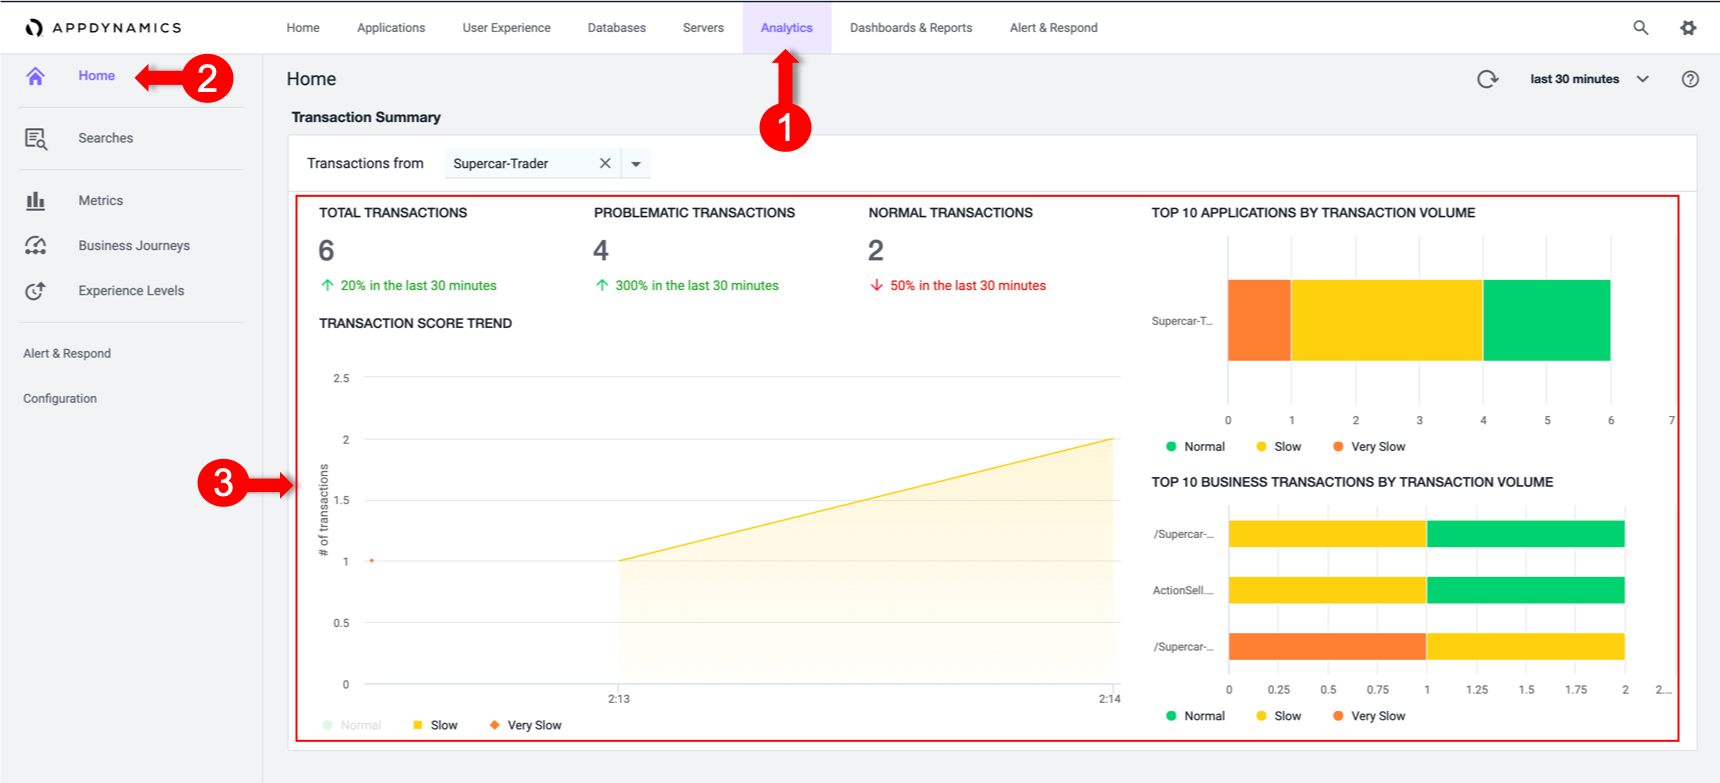 APPDYNAMICS
Home Applications User Experience Databases Servers Analytics Dashboards & Reports Alert & Respond
Home
2
Searches
Metrics
Business Journeys
Experience Levels
Alert & Respond
Configuration
Home
last 30 minutes
1
Transaction Summary
Transactions from Supercar-Trader
TOTAL TRANSACTIONS
6
20% in the last 30 minutes
PROBLEMATIC TRANSACTIONS
4
300% in the last 30 minutes
NORMAL TRANSACTIONS
2
50% in the last 30 minutes
TRANSACTION SCORE TREND
3
# of transactions
2.5
2
1.5
1
0.5
0
2:13 2:14
Normal Slow Very Slow
TOP 10 APPLICATIONS BY TRANSACTION VOLUME
Supercar-T...
0 1 2 3 4 5 6 7
Normal Slow Very Slow
TOP 10 BUSINESS TRANSACTIONS BY TRANSACTION VOLUME
/Supercar-...
ActionSell....
/Supercar-...
0 0.25 0.5 0.75 1 1.25 1.5 1.75 2 2....
Normal Slow Very Slow